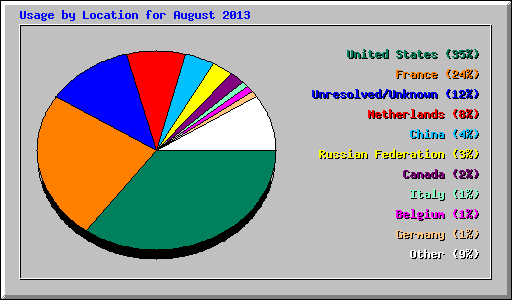 Usage by Location for August 2013
United States (35%)
France (24%)
Unresolved/Unknown (12%)
Netherlands (8%)
China (4%)
Russian Federation (3%)
Canada (2%)
Italy (1%)
Belgium (1%)
Germany (1%)
Other (9%)